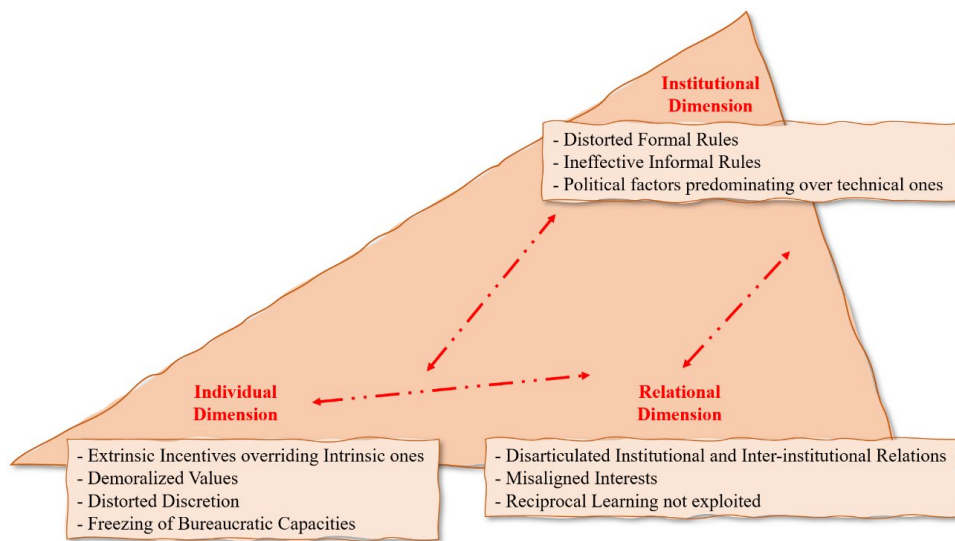 Institutional
Dimension
- Distorted Formal Rules
- Ineffective Informal Rules
- Political factors predominating over technical ones
Individual
Dimension
- Extrinsic Incentives overriding Intrinsic ones
- Demoralized Values
- Distorted Discretion
- Freezing of Bureaucratic Capacities
Relational
Dimension
- Disarticulated Institutional and Inter-institutional Relations
- Misaligned Interests
- Reciprocal Learning not exploited